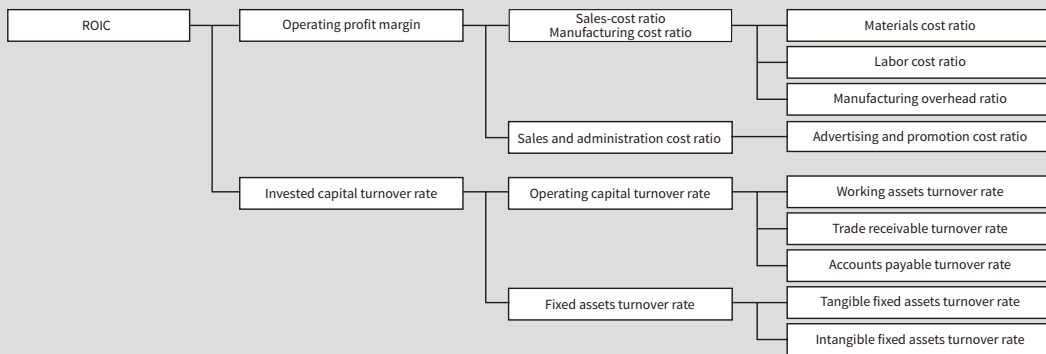 ROIC
Operating profit margin
Sales-cost ratio
Manufacturing cost ratio
Materials cost ratio
Labor cost ratio
Manufacturing overhead ratio
Sales and administration cost ratio
Advertising and promotion cost ratio
Invested capital turnover rate
Operating capital turnover rate
Working assets turnover rate
Trade receivable turnover rate
Accounts payable turnover rate
Fixed assets turnover rate
Tangible fixed assets turnover rate
Intangible fixed assets turnover rate